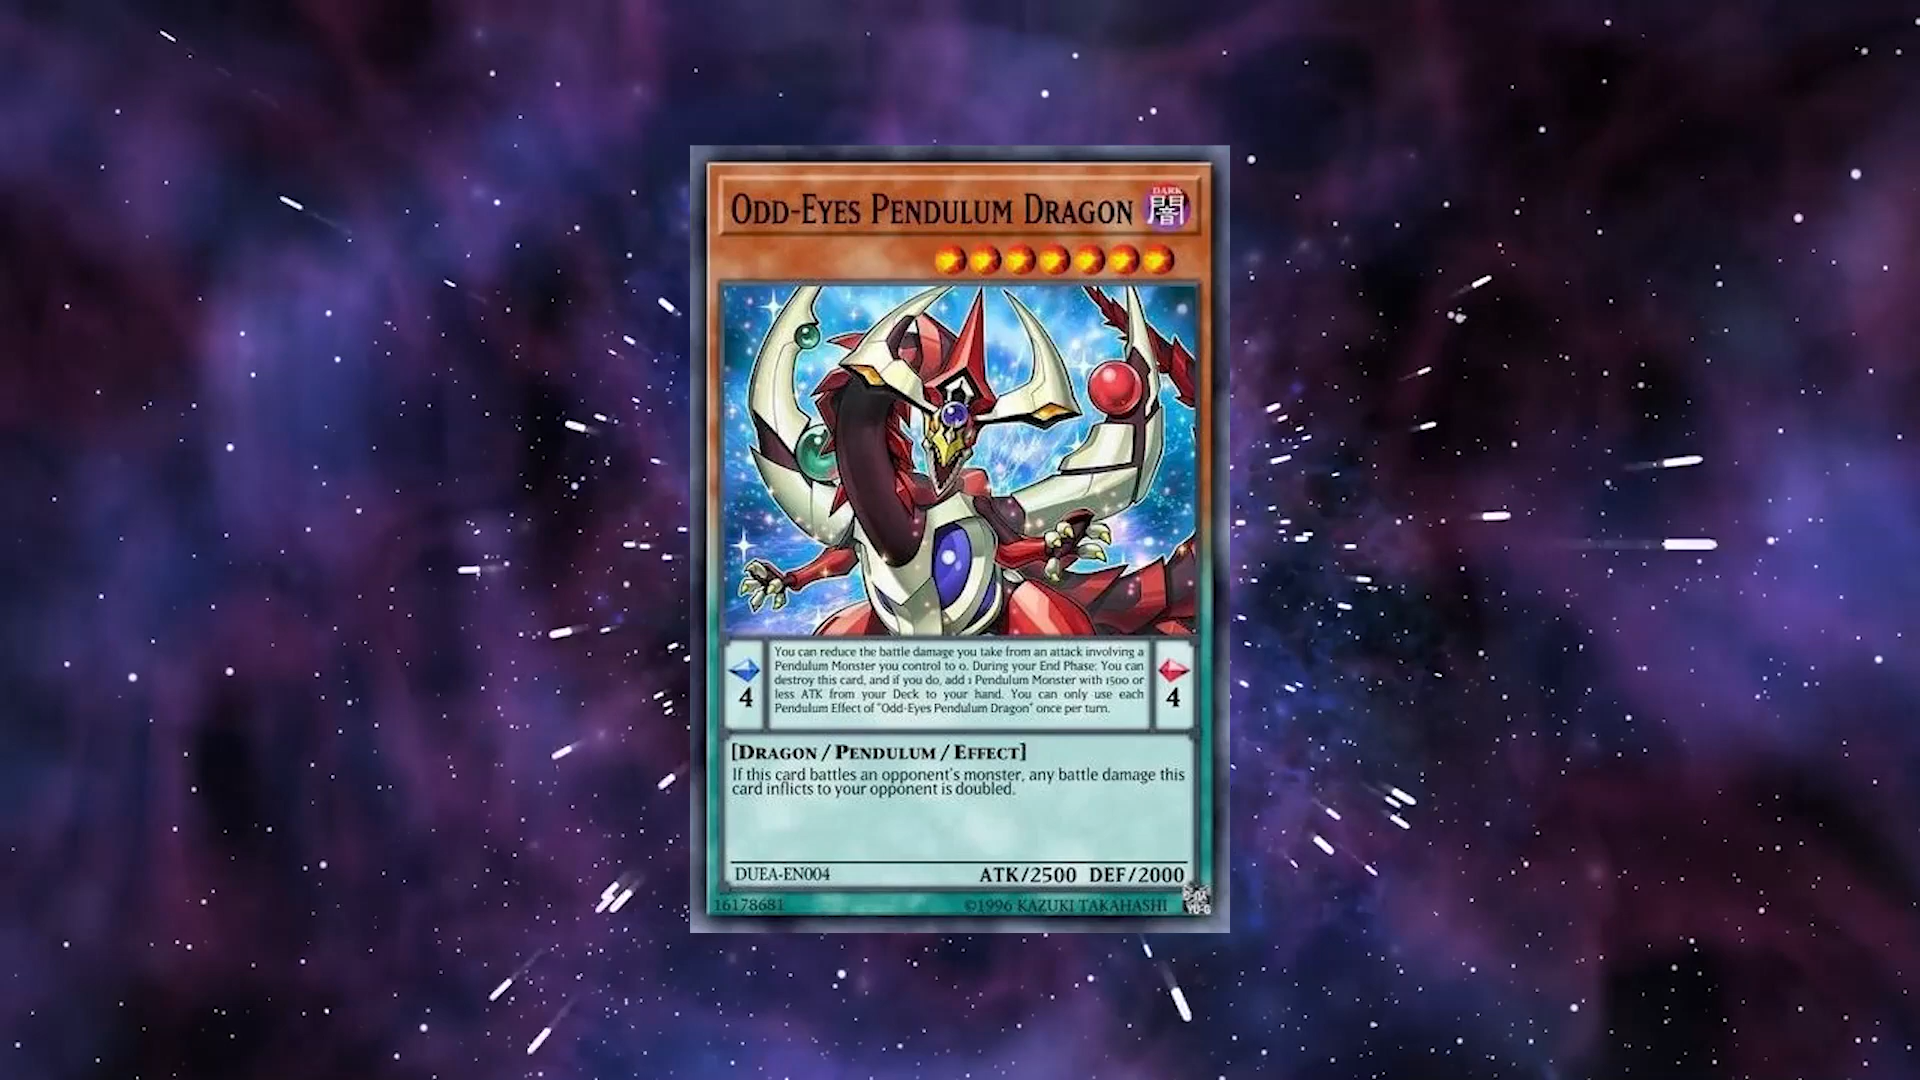 ODD-EYES PENDULUM DRAGON
DARK
闇
You can reduce the battle damage you take from an attack involving a
Pendulum Monster you control to 0. During your End Phase: You can
destroy this card, and if you do, add 1 Pendulum Monster with 1500 or
less ATK from your Deck to your hand. You can only use each
Pendulum Effect of "Odd-Eyes Pendulum Dragon" once per turn.
4
4
[DRAGON / PENDULUM / EFFECT]
If this card battles an opponent's monster, any battle damage this
card inflicts to your opponent is doubled.
DUEA-EN004
ATK/2500 DEF/2000
16178681
©1996 KAZUKI TAKAHASHI